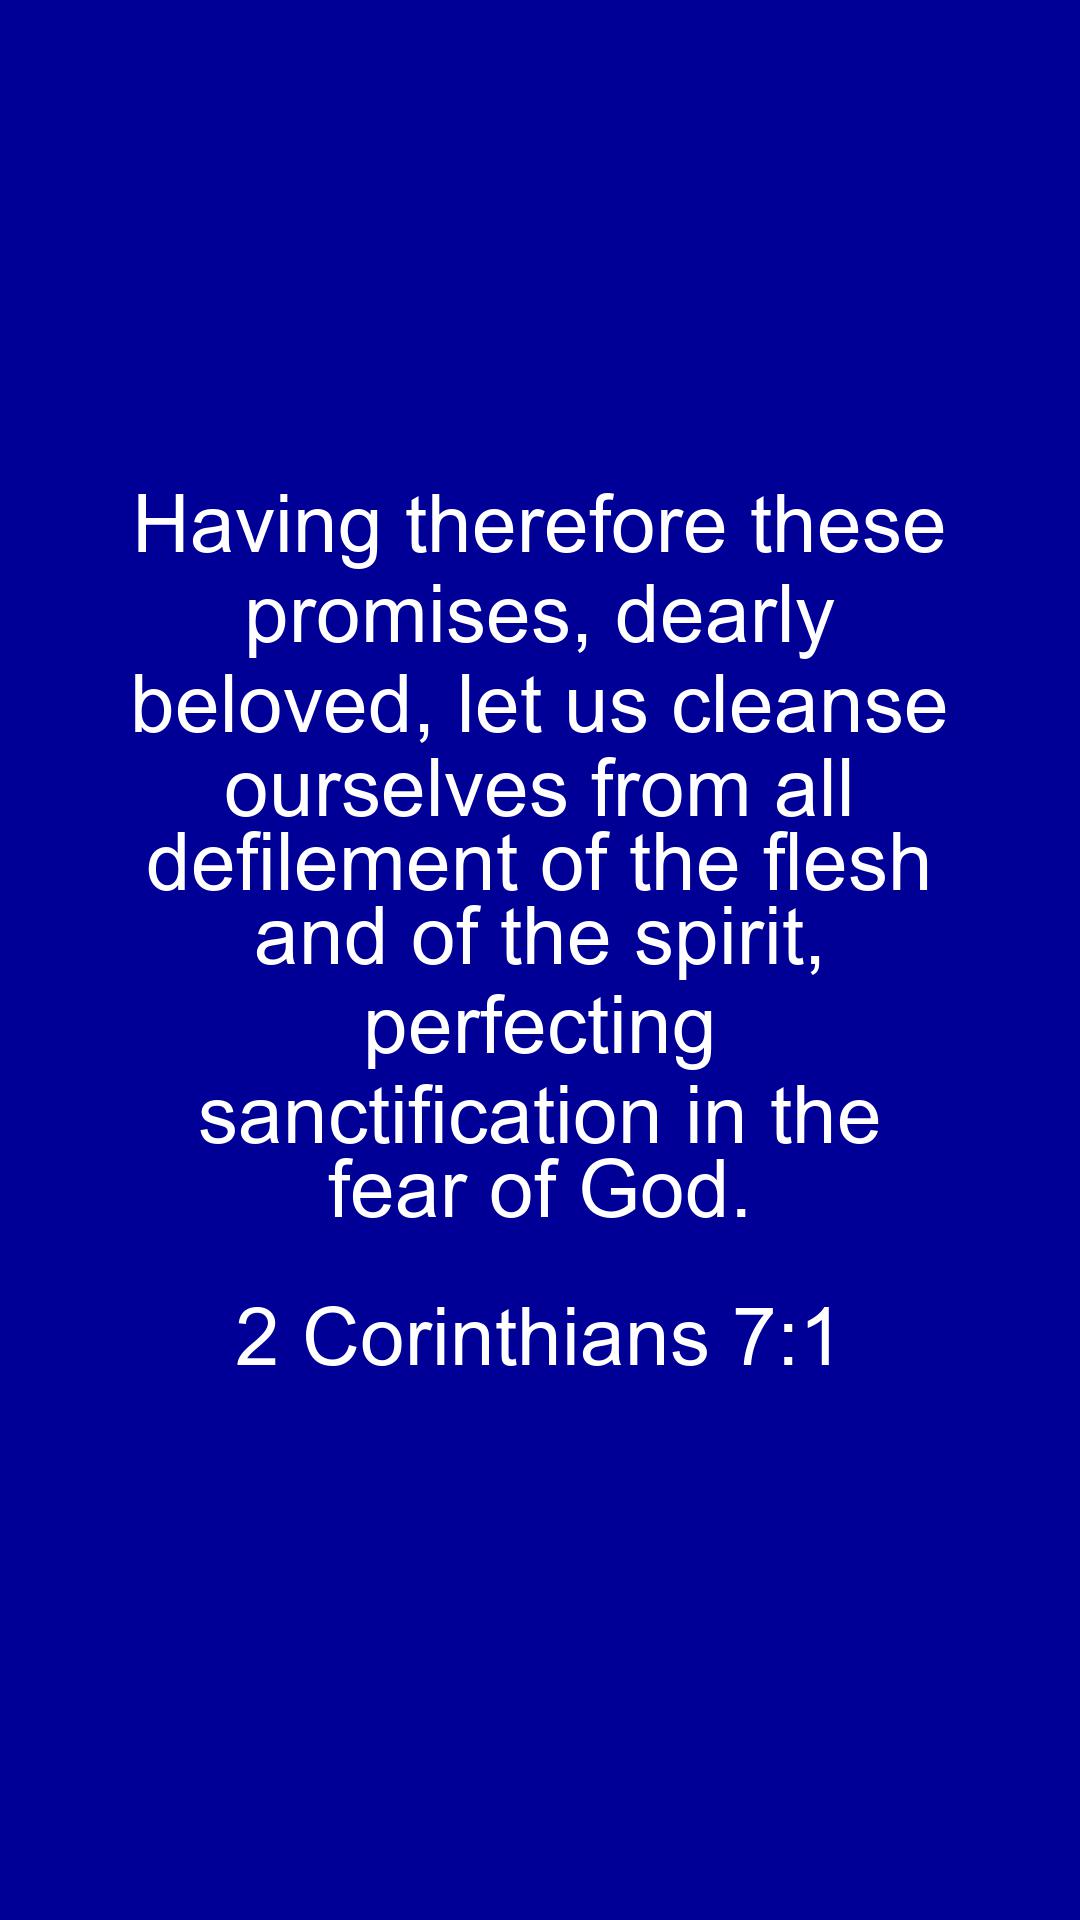 Having therefore these
promises, dearly
beloved, let us cleanse
ourselves from all
defilement of the flesh
and of the spirit,
perfecting
sanctification in the
fear of God.
2 Corinthians 7:1